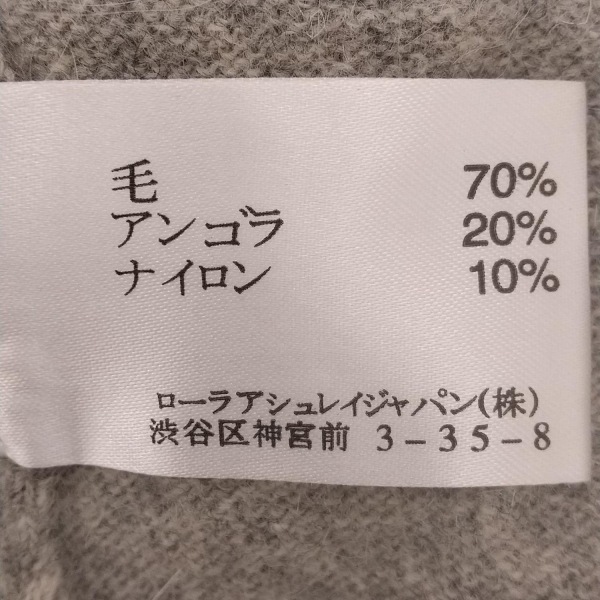 毛 70%
アンゴラ 20%
ナイロン 10%
ローラアシュレイジャパン(株)
渋谷区神宮前 3-35-8